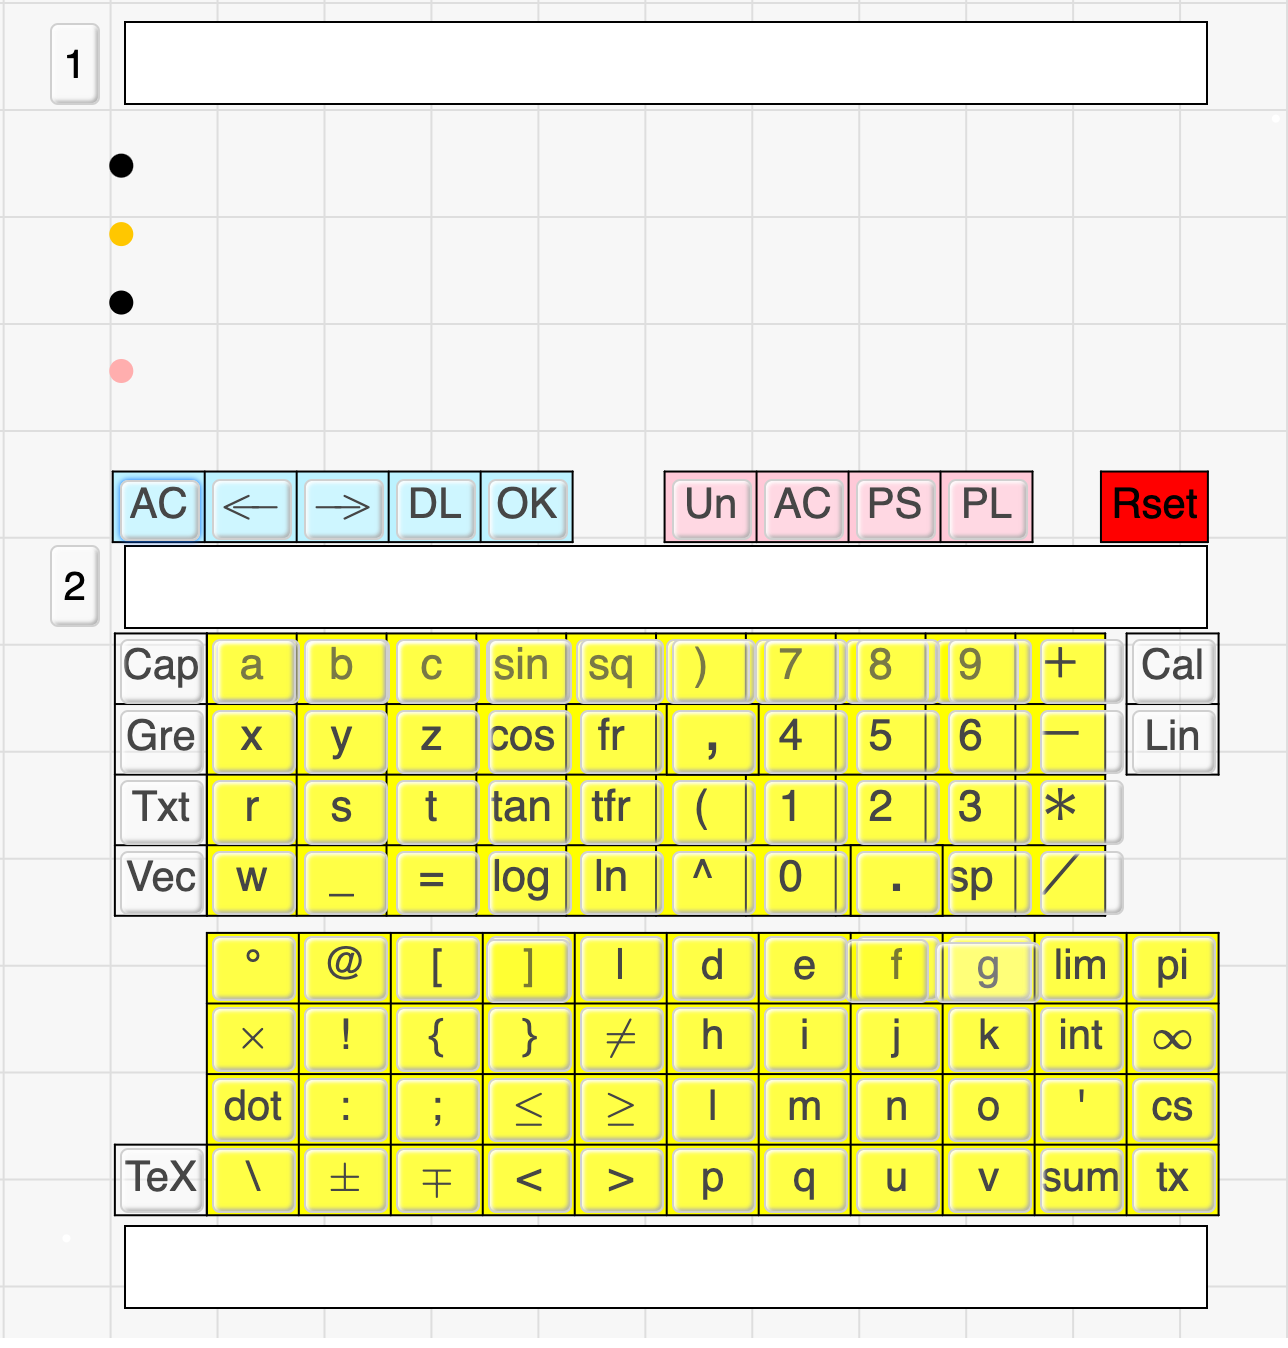 1
AC ← → DL OK Un AC PS PL Rset
2
Cap a b c sin sq ) 7 8 9 + Cal
Gre x y z cos fr , 4 5 6 − Lin
Txt r s t tan tfr ( 1 2 3 *
Vec w _ = log ln ^ 0 . sp /
° @ [ ] l d e f g lim pi
× ! { } ≠ h i j k int ∞
dot : ; ≤ ≥ l m n o ' cs
TeX \ ± ∓ < > p q u v sum tx